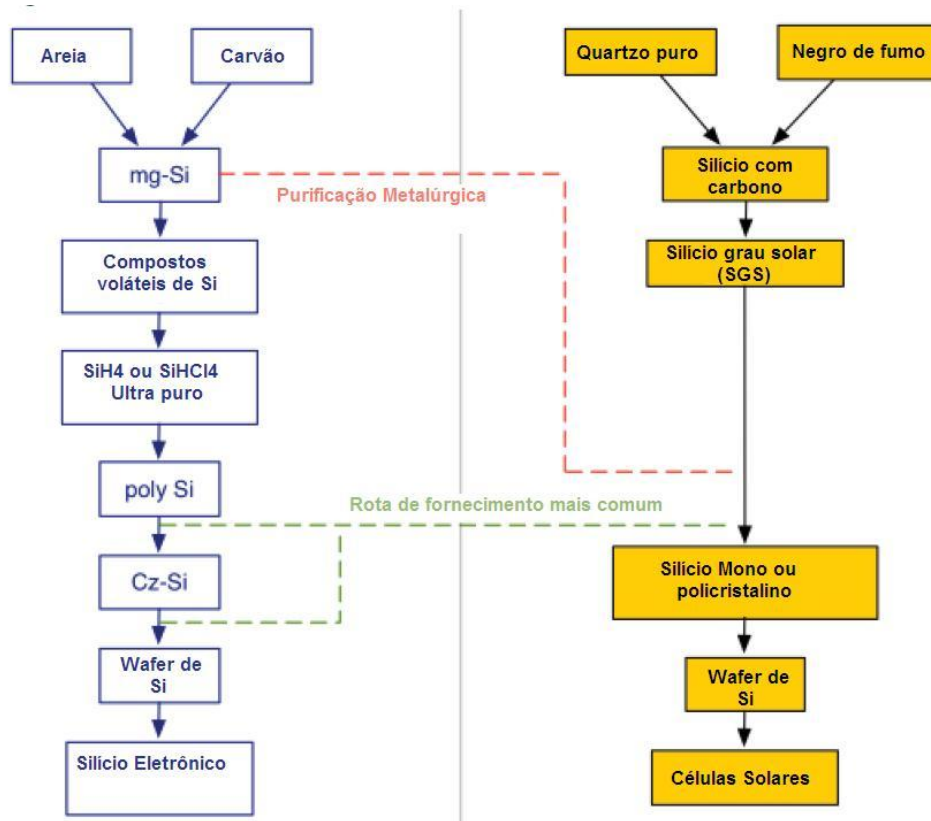 Areia
Carvão
mg-Si
Purificação Metalúrgica
Compostos
voláteis de Si
SiH4 ou SiHCl4
Ultra puro
poly Si
Rota de fornecimento mais comum
Cz-Si
Wafer de
Si
Silício Eletrônico
Quartzo puro
Negro de fumo
Silício com
carbono
Silício grau solar
(SGS)
Silício Mono ou
policristalino
Wafer de
Si
Células Solares